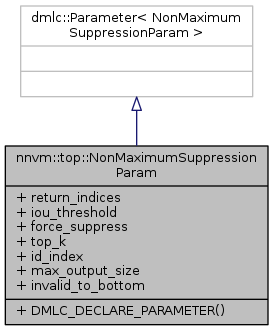 dmlc::Parameter< NonMaximum
SuppressionParam >
nnvm::top::NonMaximumSuppression
Param
+ return_indices
+ iou_threshold
+ force_suppress
+ top_k
+ id_index
+ max_output_size
+ invalid_to_bottom
+ DMLC_DECLARE_PARAMETER()